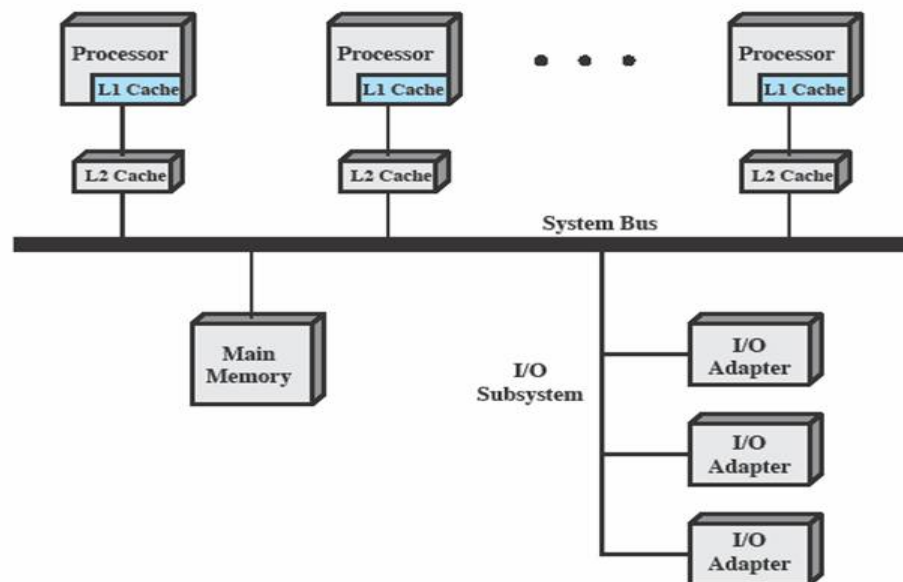 Processor
L1 Cache
Processor
L1 Cache
Processor
L1 Cache
L2 Cache
L2 Cache
L2 Cache
System Bus
Main
Memory
I/O
Subsystem
I/O
Adapter
I/O
Adapter
I/O
Adapter